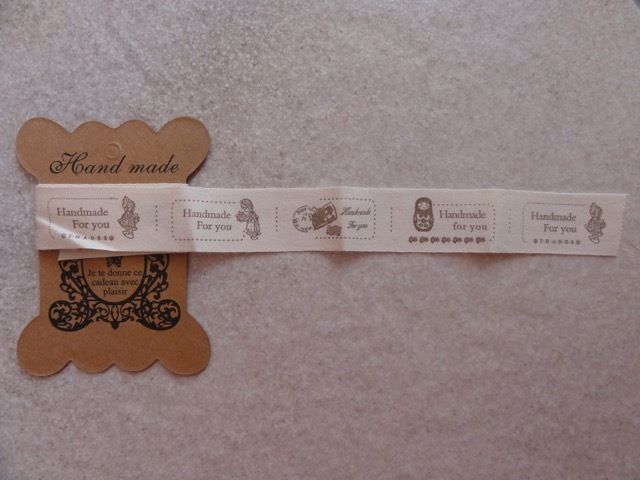 Hand made
Handmade
For you
T·H·A·N·K·S
Handmade
For you
Handmade
For you
Handmade
for you
Handmade
For you
T·H·A·N·K·S
Je te donne ce
cadeau avec
plaisir